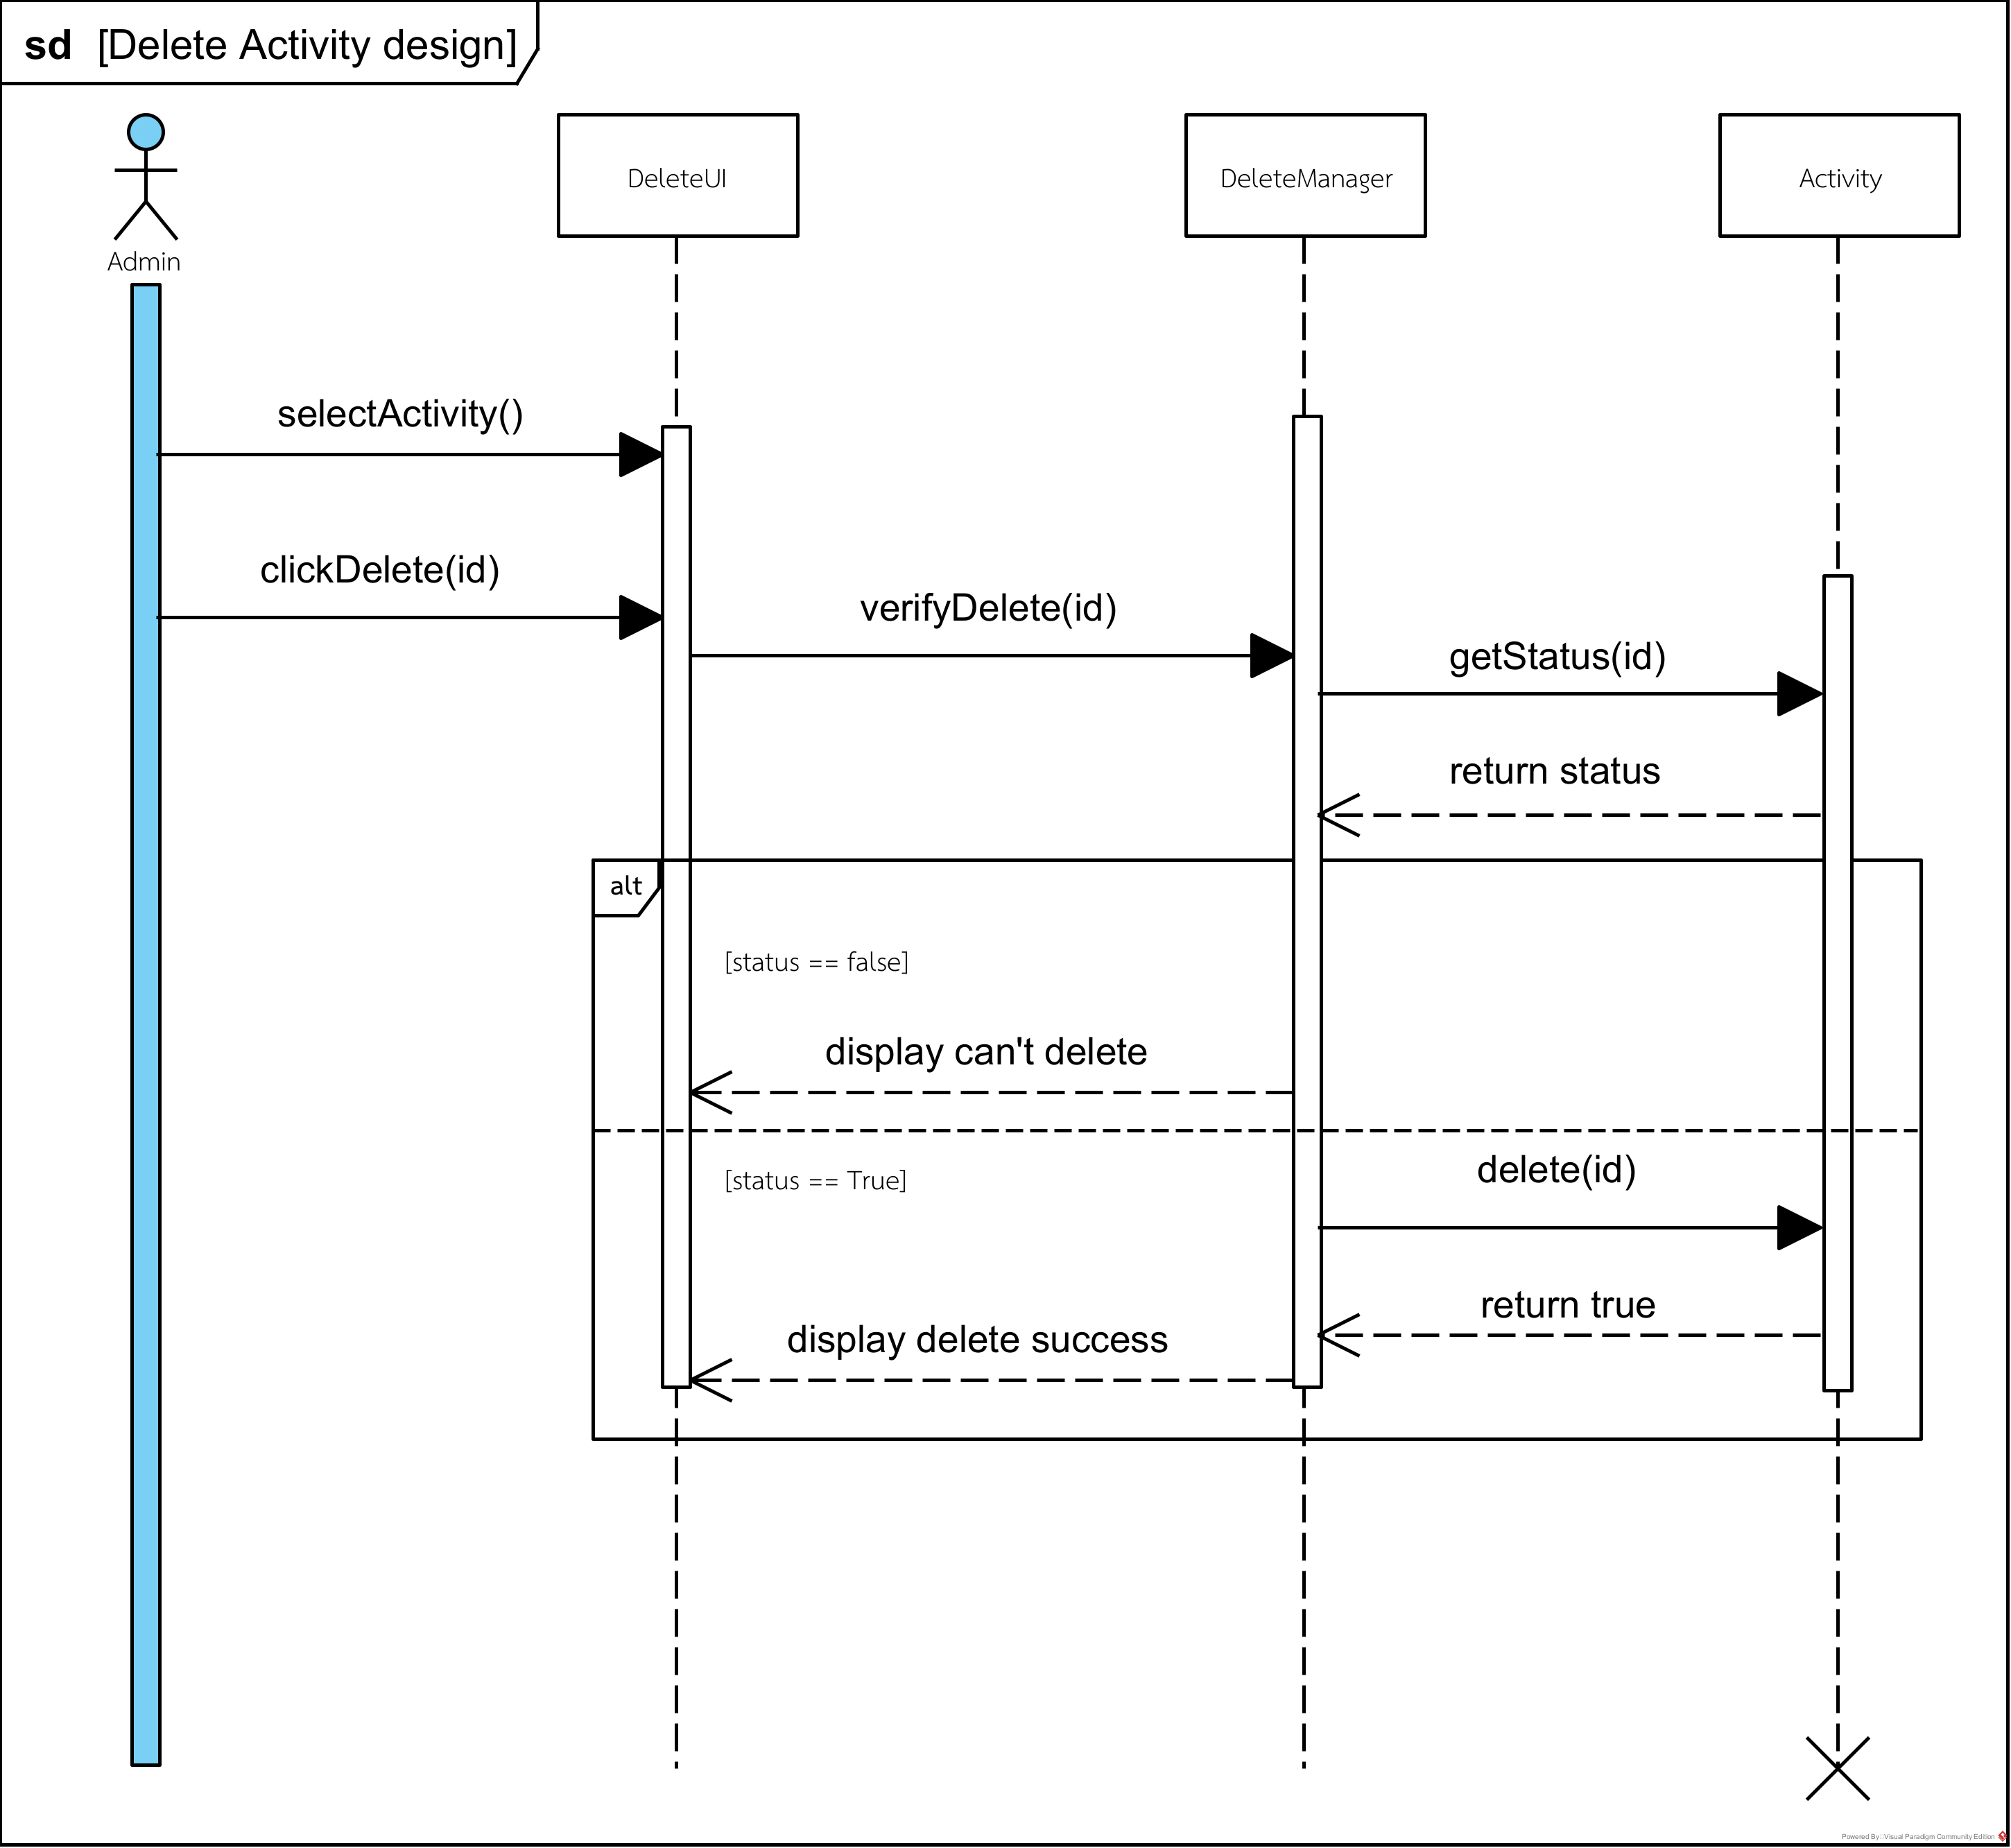 sd [Delete Activity design]
DeleteUI
DeleteManager
Activity
Admin
selectActivity()
clickDelete(id)
verifyDelete(id)
getStatus(id)
return status
alt
[status == false]
display can't delete
[status == True]
delete(id)
return true
display delete success
Powered By Visual Paradigm Community Edition